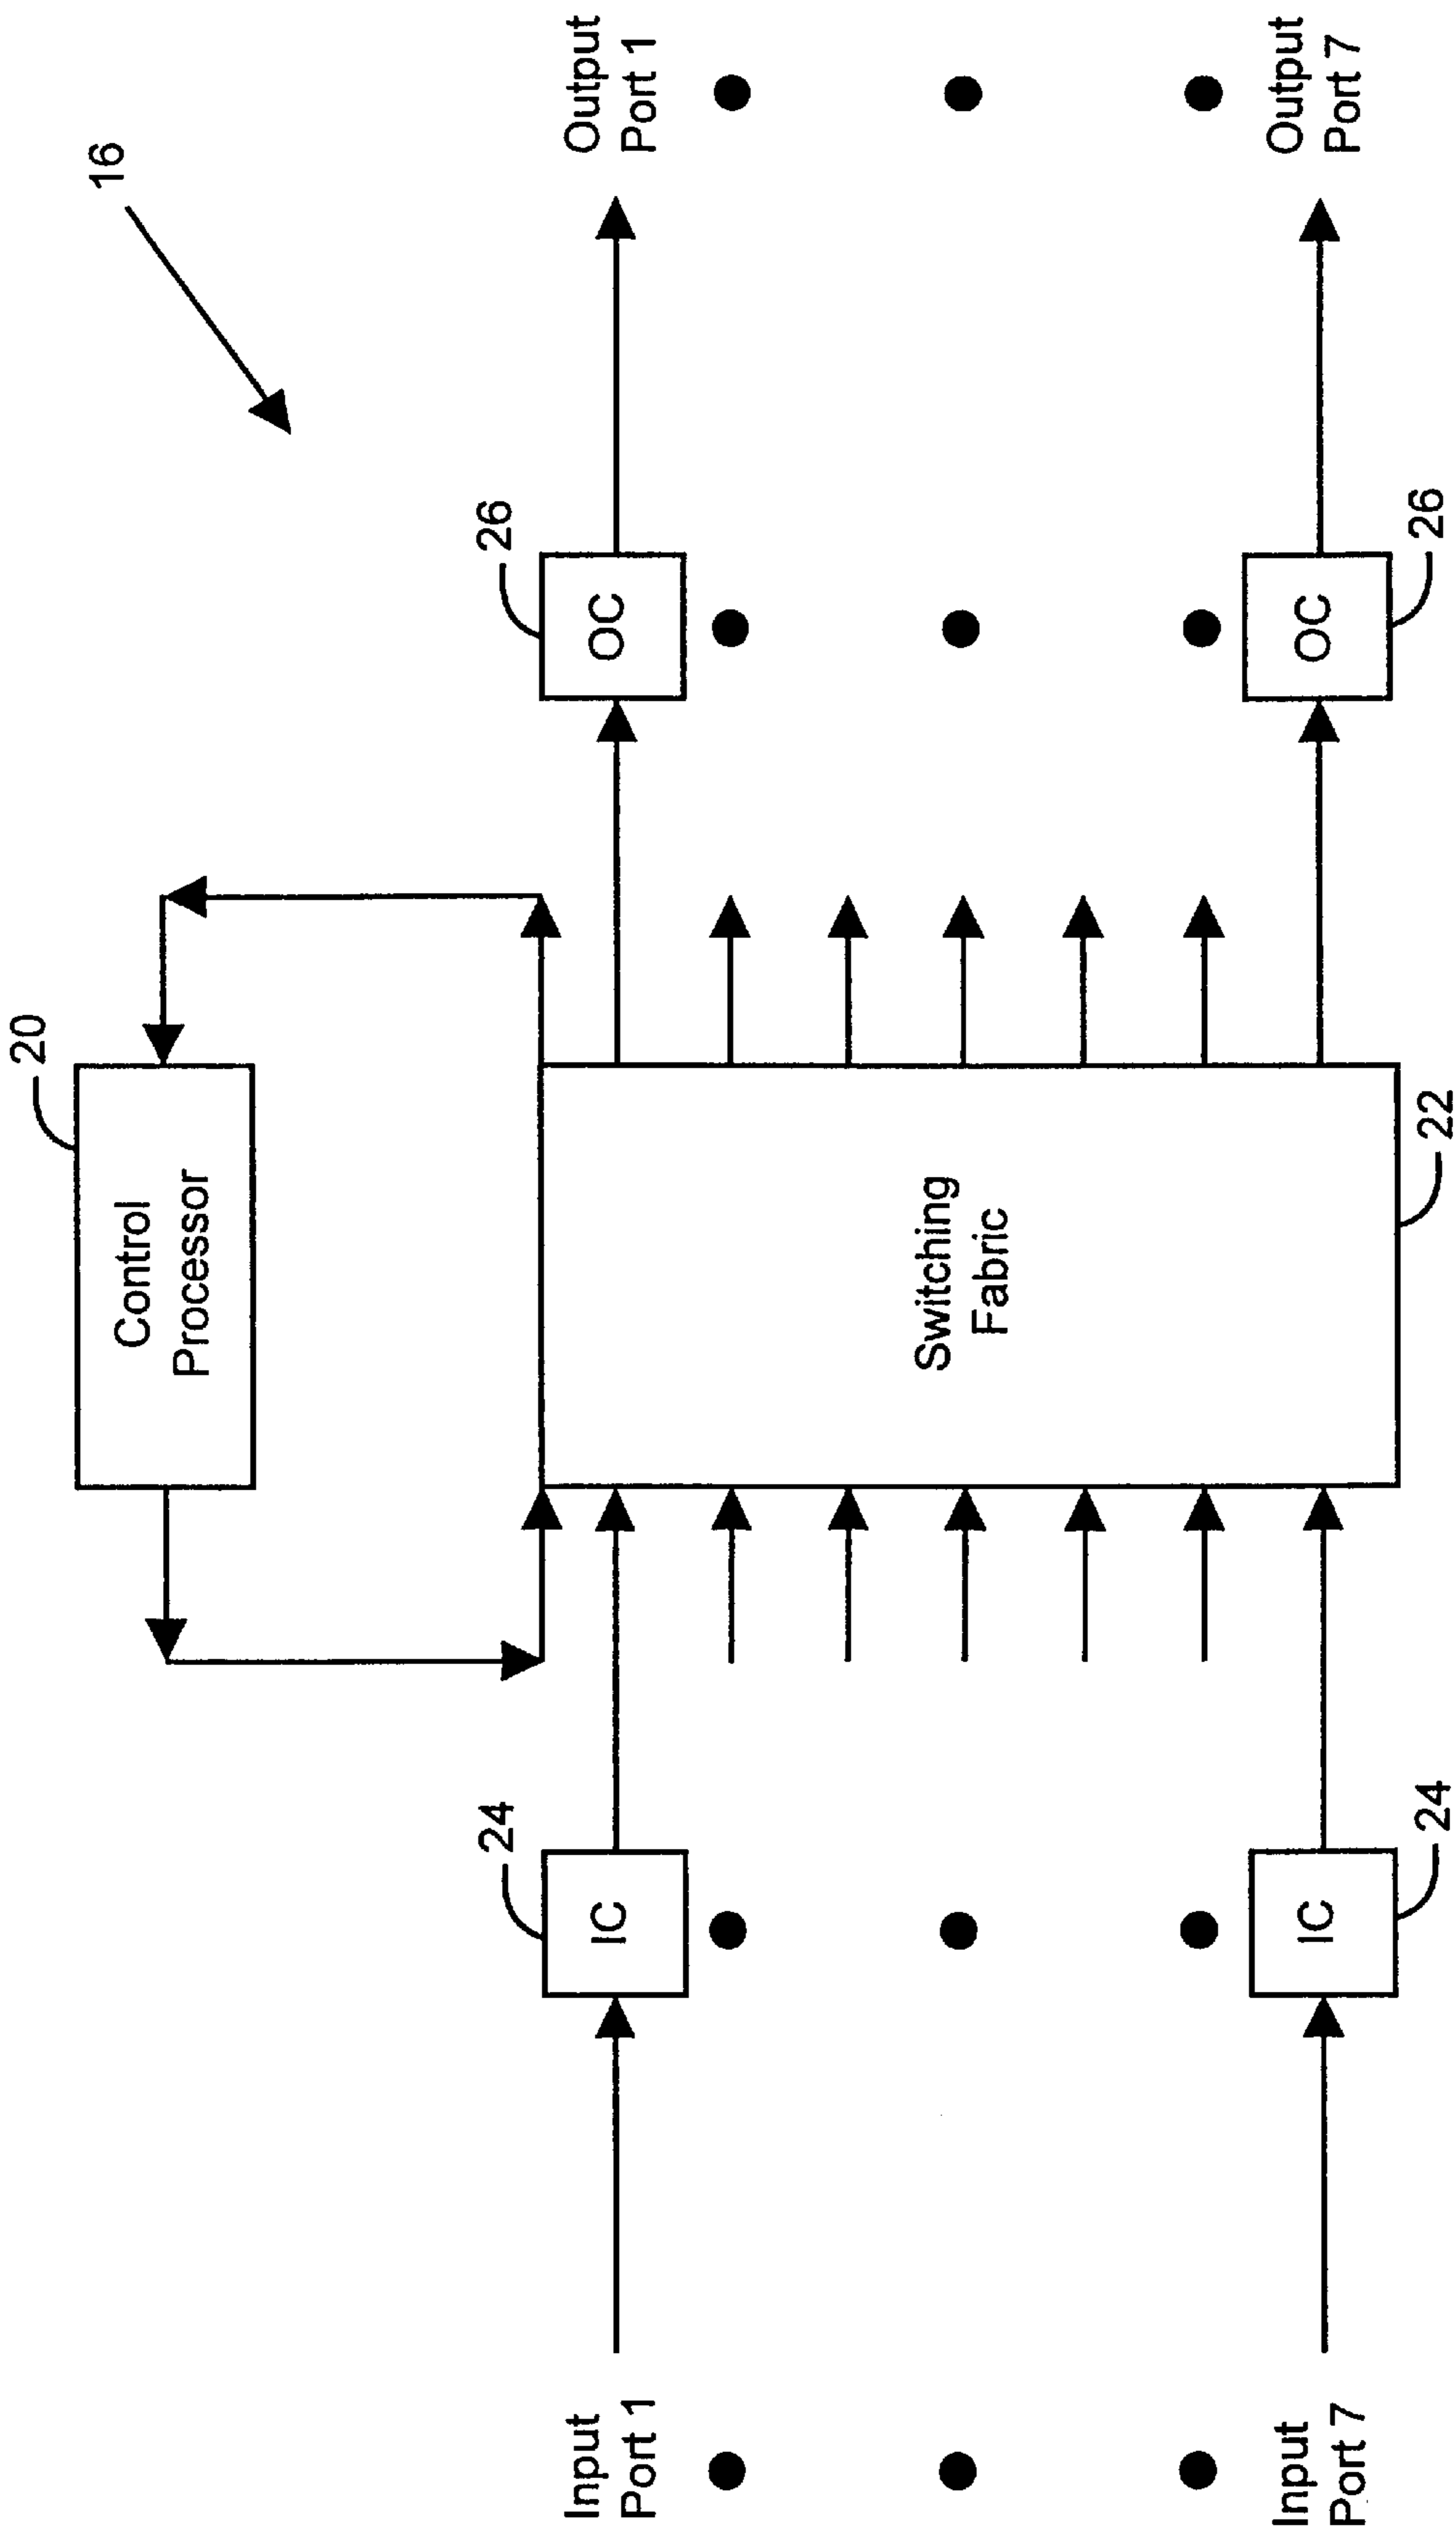 16
20
Control
Processor
Input
Port 1
24
IC
26
OC
Output
Port 1
Switching
Fabric
Input
Port 7
IC
24
22
OC
26
Output
Port 7